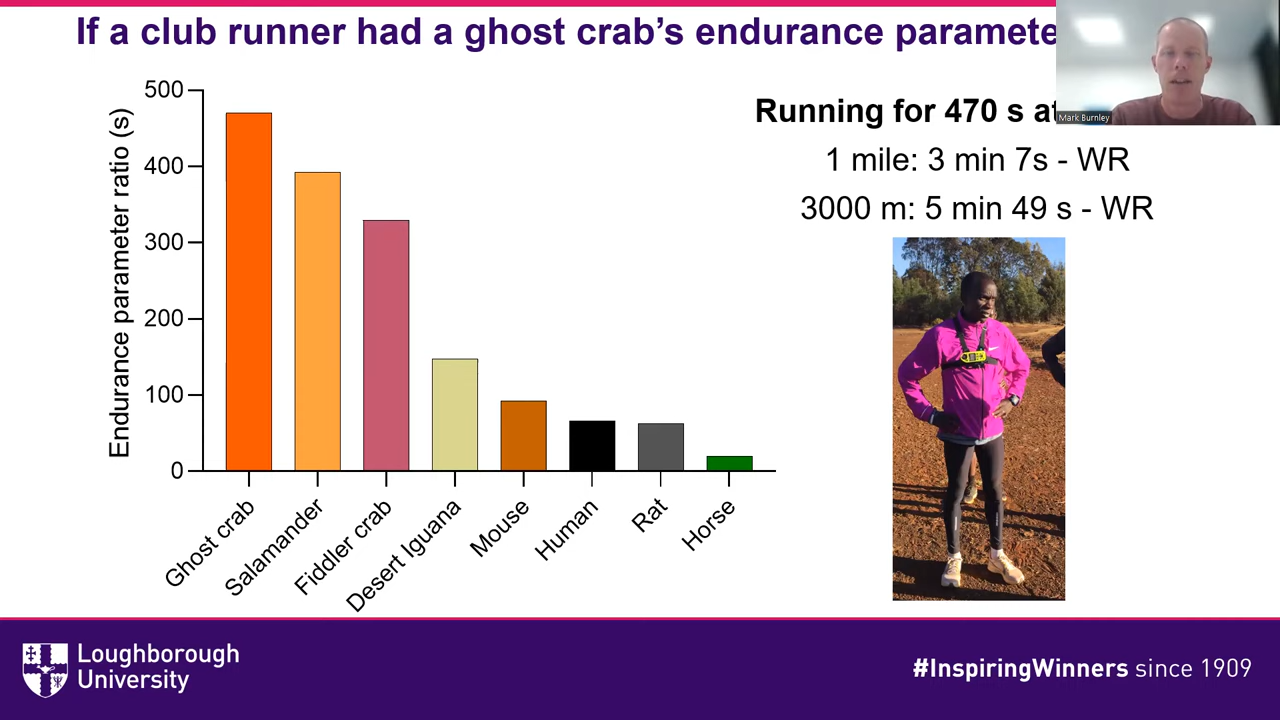 If a club runner had a ghost crab's endurance paramete
Mark Burnley
Endurance parameter ratio (s)
500
400
300
200
100
0
Ghost crab
Salamander
Fiddler crab
Desert Iguana
Mouse
Human
Rat
Horse
Running for 470 s at
1 mile: 3 min 7s - WR
3000 m: 5 min 49 s - WR
Loughborough
University
#InspiringWinners since 1909